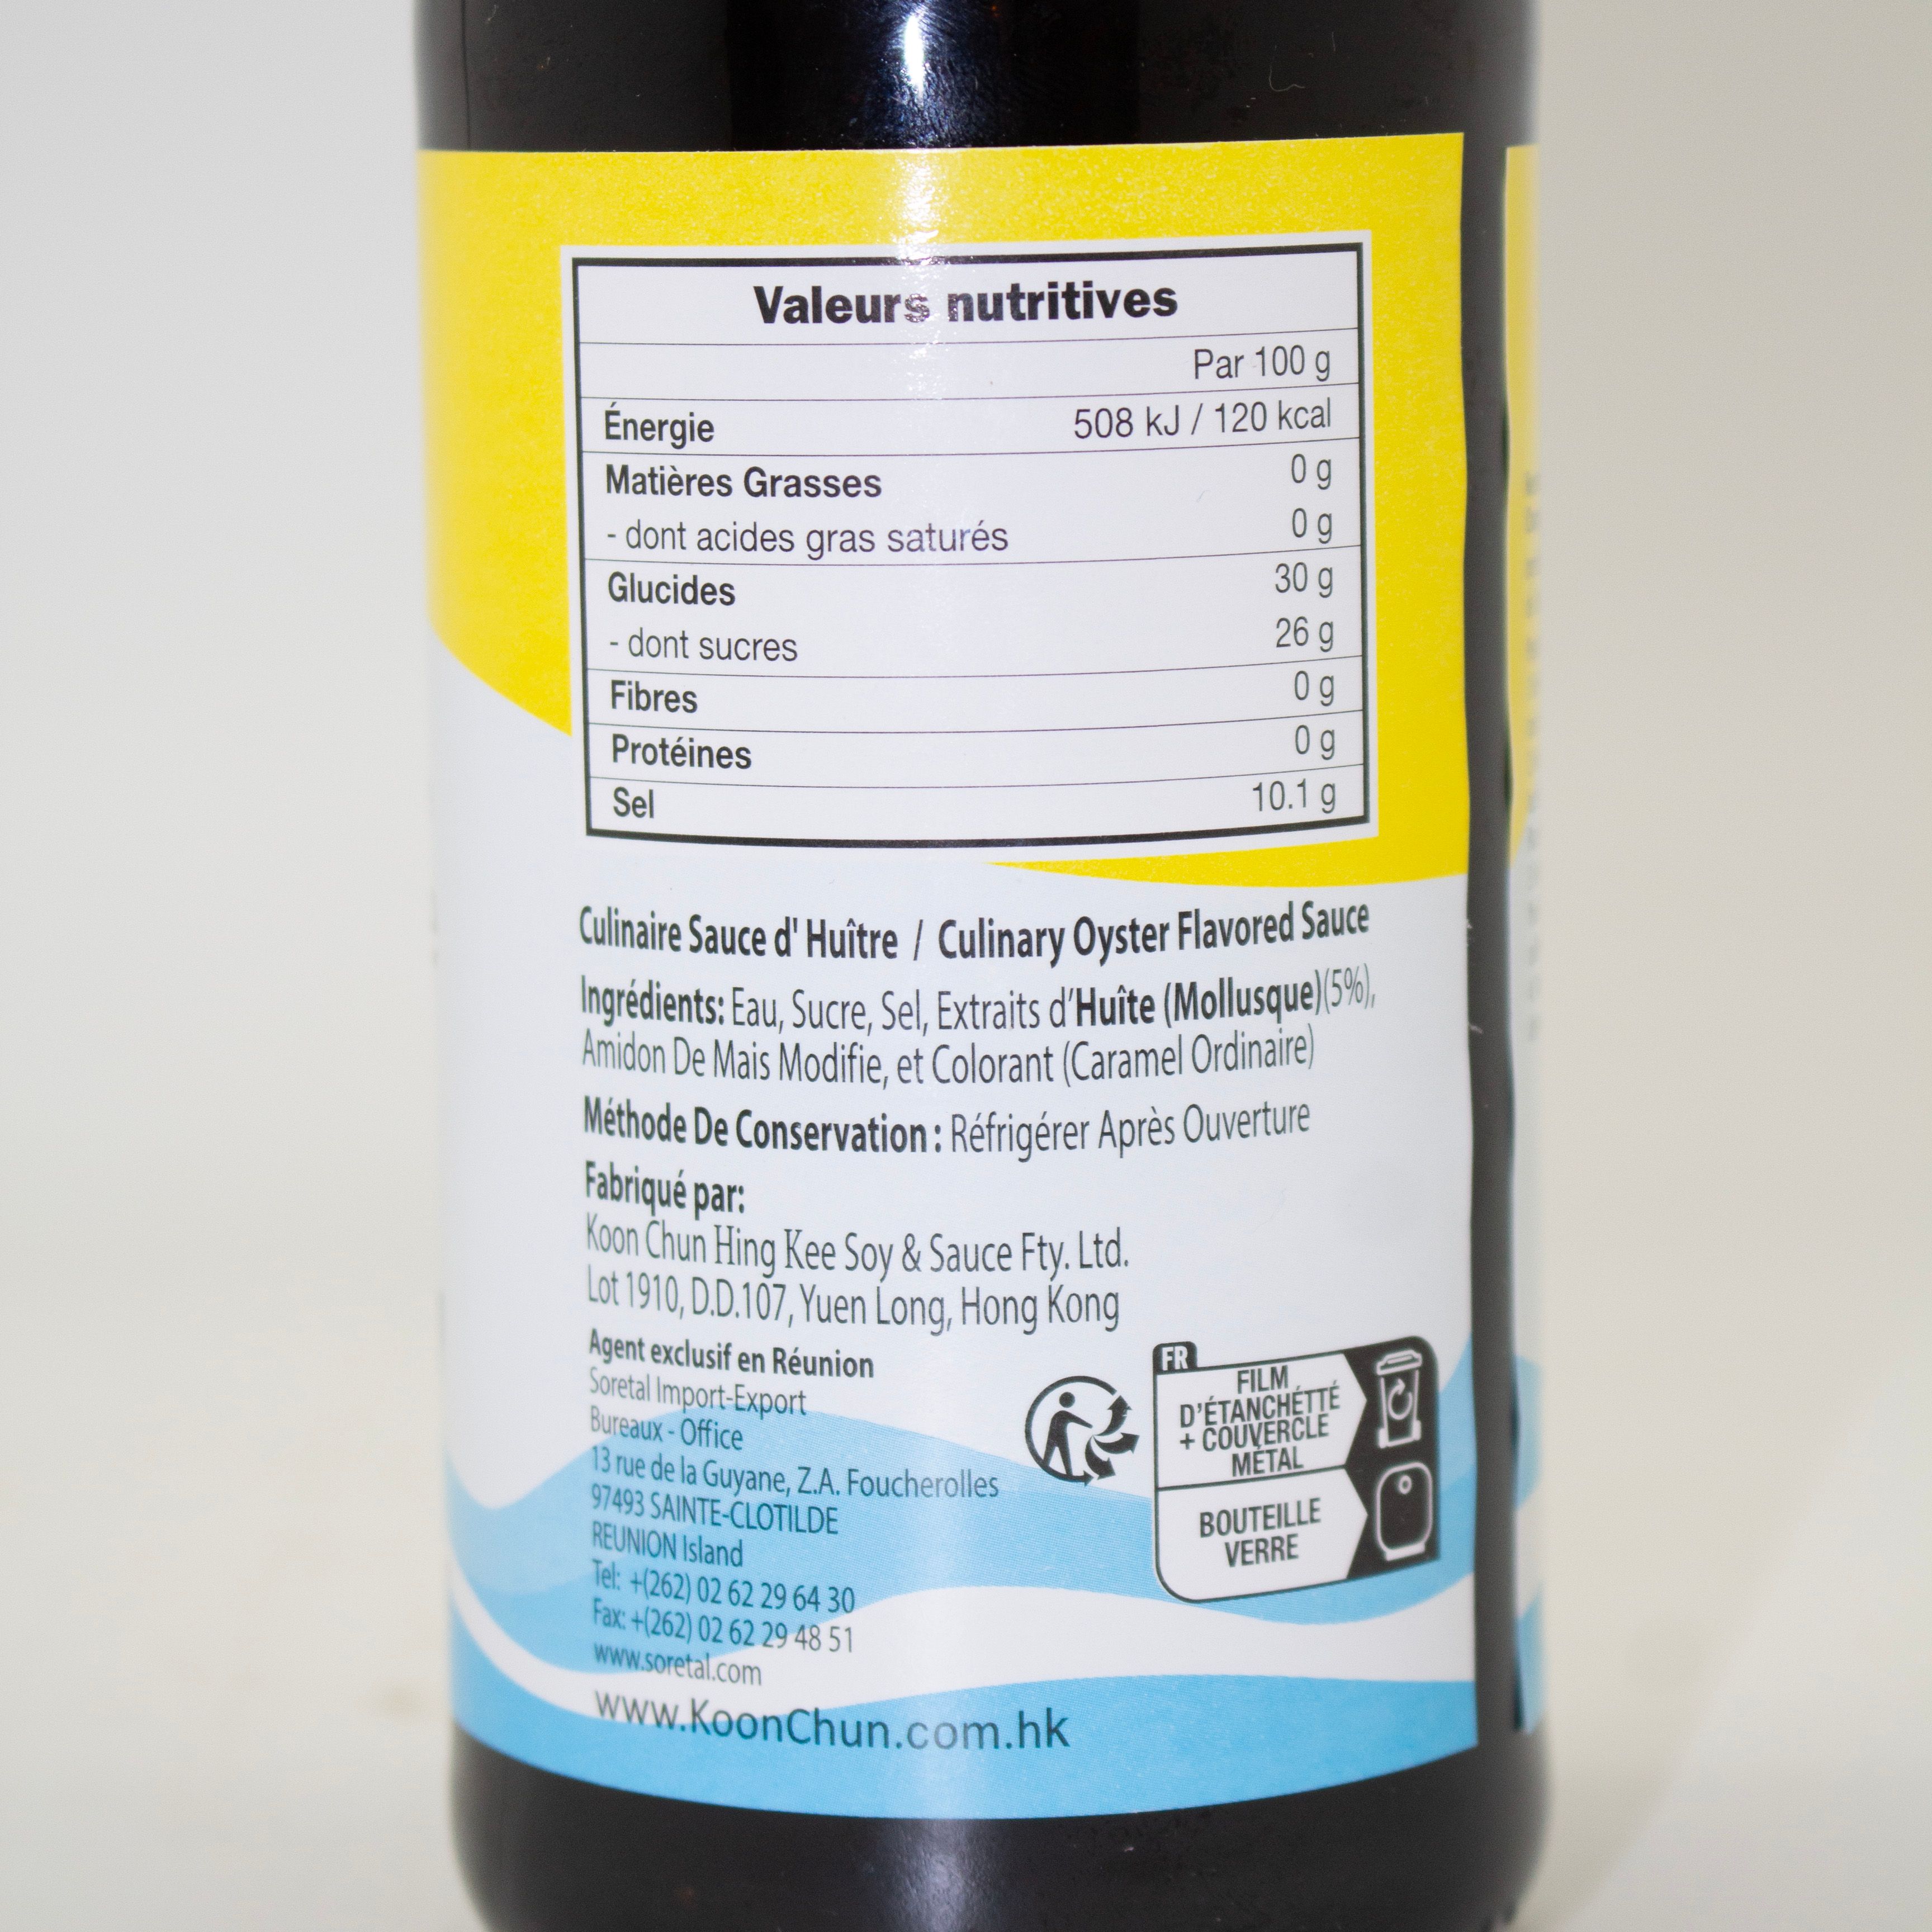 Valeurs nutritives
Par 100 g
Énergie 508 kJ / 120 kcal
Matières Grasses 0 g
- dont acides gras saturés 0 g
Glucides 30 g
- dont sucres 26 g
Fibres 0 g
Protéines 0 g
Sel 10.1 g
Culinaire Sauce d' Huître / Culinary Oyster Flavored Sauce
Ingrédients: Eau, Sucre, Sel, Extraits d'Huîte (Mollusque)(5%),
Amidon De Mais Modifie, et Colorant (Caramel Ordinaire)
Méthode De Conservation : Réfrigérer Après Ouverture
Fabriqué par:
Koon Chun Hing Kee Soy & Sauce Fty. Ltd.
Lot 1910, D.D.107, Yuen Long, Hong Kong
Agent exclusif en Réunion
Soretal Import-Export
Bureaux - Office
13 rue de la Guyane, Z.A. Foucherolles
97493 SAINTE-CLOTILDE
REUNION Island
Tel: +(262) 02 62 29 64 30
Fax: +(262) 02 62 29 48 51
www.soretal.com
www.KoonChun.com.hk
FR
FILM
D'ÉTANCHÉTTÉ
+ COUVERCLE
MÉTAL
BOUTEILLE
VERRE